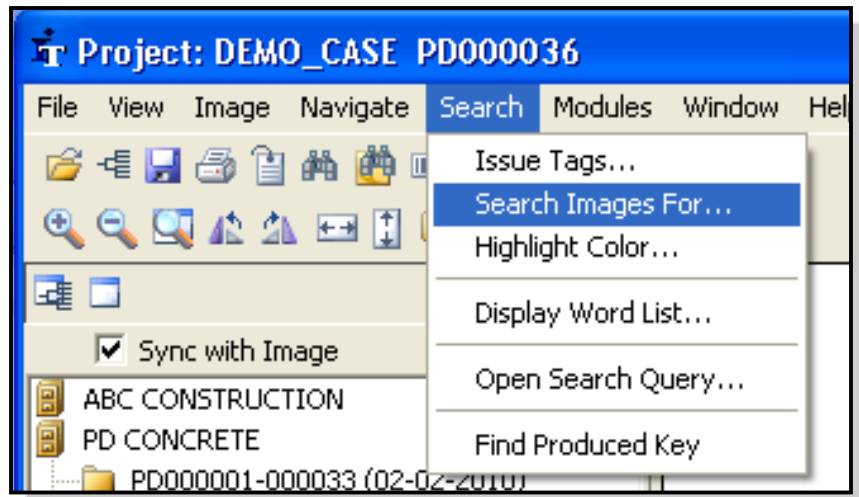 Project: DEMO_CASE PD000036
File View Image Navigate Search Modules Window Hel
Issue Tags...
Search Images For...
Highlight Color...
Display Word List...
Open Search Query...
Find Produced Key
Sync with Image
ABC CONSTRUCTION
PD CONCRETE
PD000001-000033 (02-02-2010)